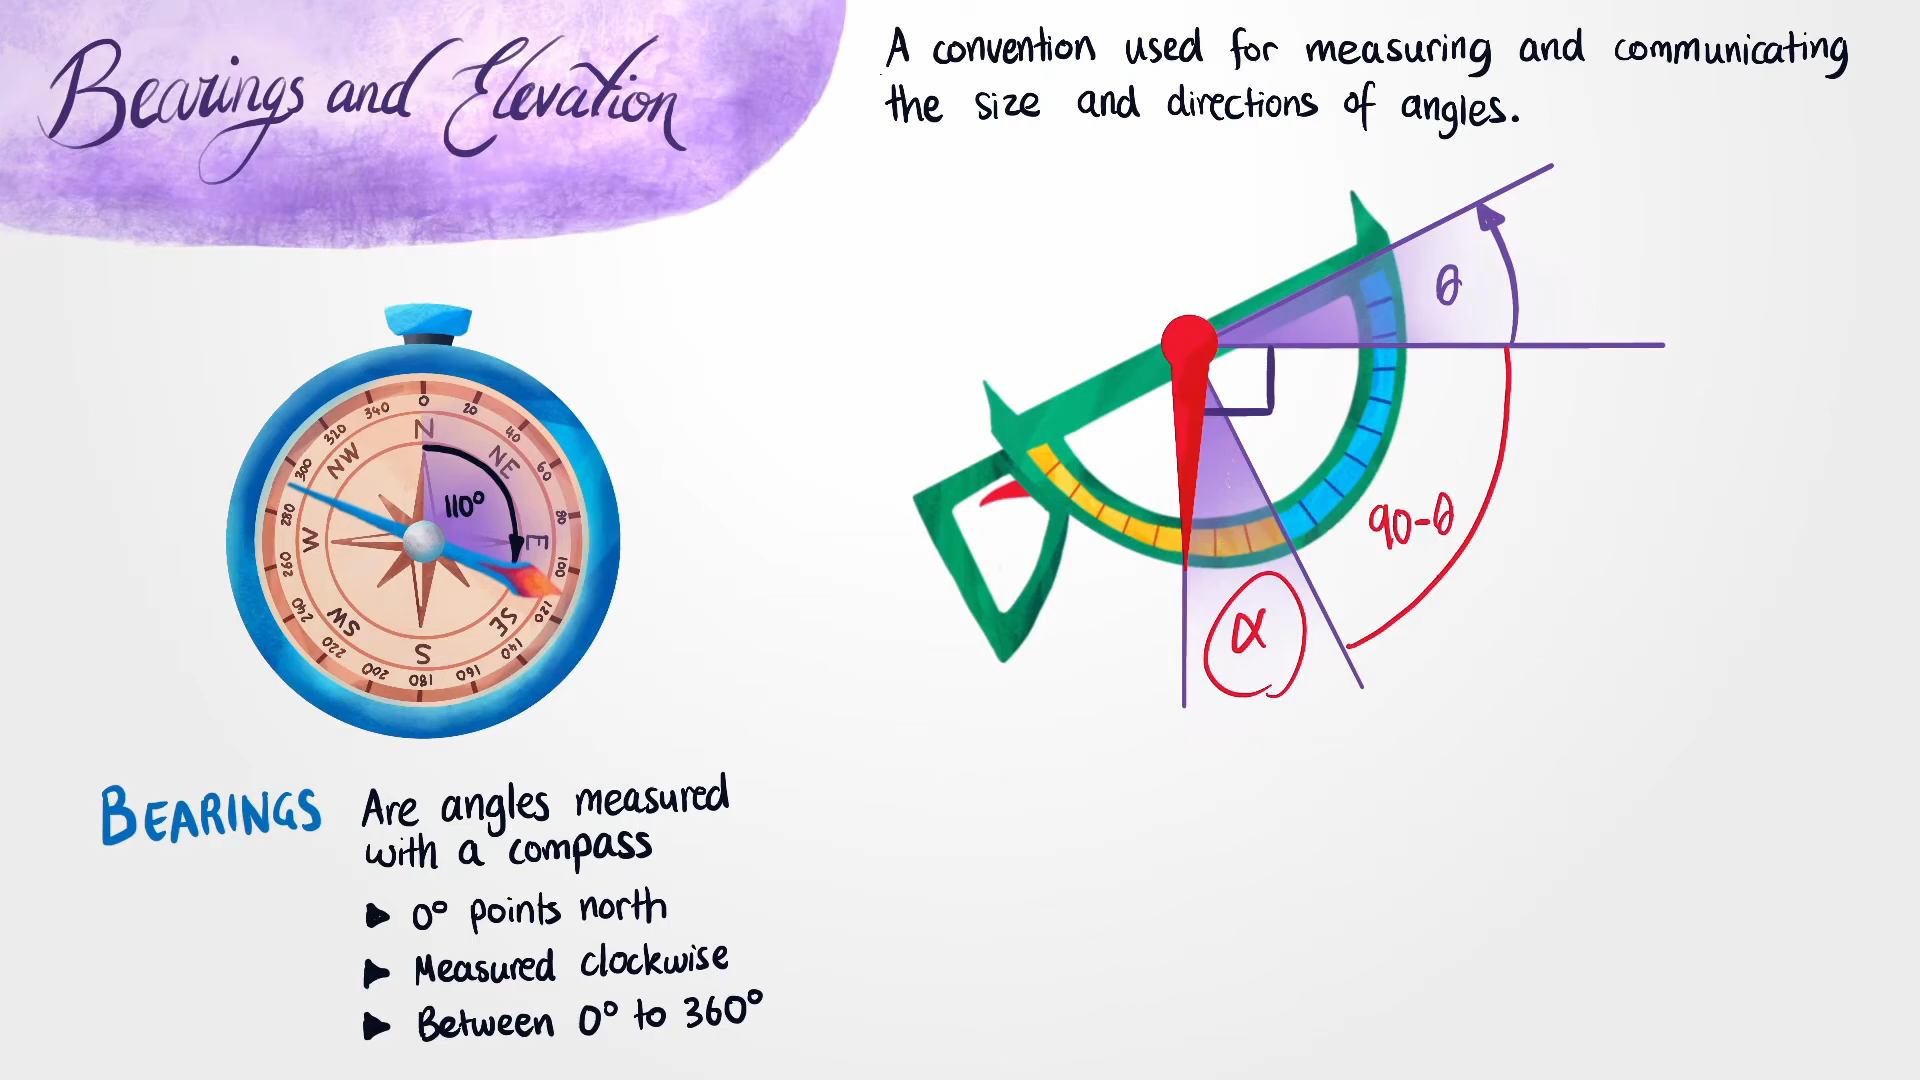 Bearings and Elevation
A convention used for measuring and communicating
the size and directions of angles.
θ
90-θ
α
0
20
40
60
80
100
120
140
160
180
200
220
240
260
280
300
320
340
N
NE
E
SE
S
SW
W
NW
110°
BEARINGS
Are angles measured
with a compass
▶ 0° points north
▶ Measured clockwise
▶ Between 0° to 360°